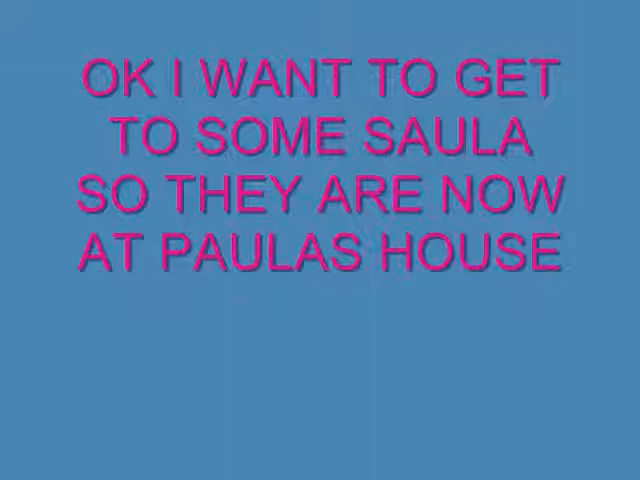 OK I WANT TO GET
TO SOME SAULA
SO THEY ARE NOW
AT PAULAS HOUSE